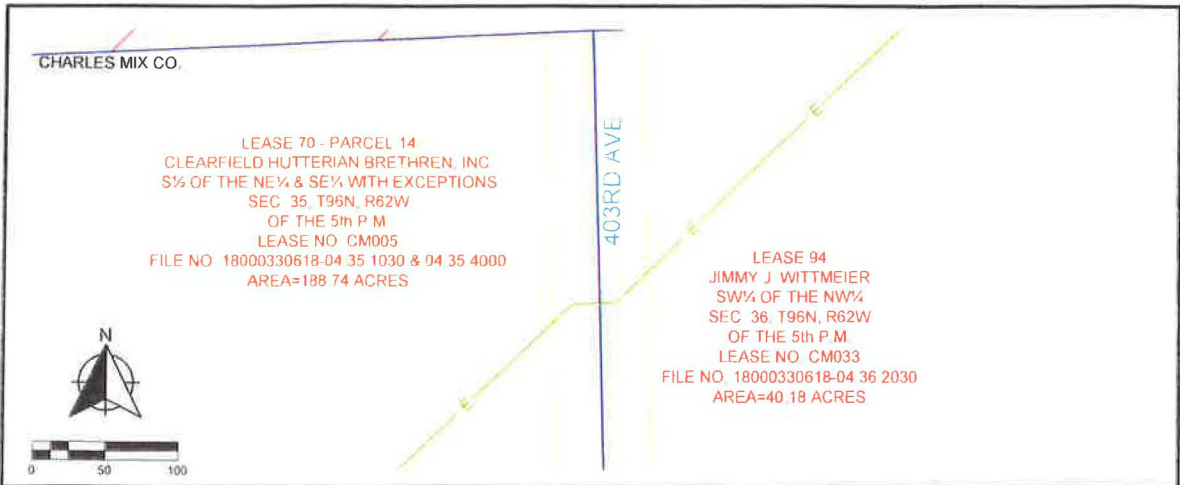 CHARLES MIX CO.
LEASE 70 - PARCEL 14
CLEARFIELD HUTTERIAN BRETHREN, INC
S½ OF THE NE¼ & SE¼ WITH EXCEPTIONS
SEC 35, T96N, R62W
OF THE 5th P M
LEASE NO CM005
FILE NO 18000330618-04 35 1030 & 04 35 4000
AREA=188 74 ACRES
403RD AVE
E
E
E
LEASE 94
JIMMY J WITTMEIER
SW¼ OF THE NW¼
SEC 36, T96N, R62W
OF THE 5th P.M.
LEASE NO. CM033
FILE NO. 18000330618-04 36 2030
AREA=40.18 ACRES
N
0 50 100